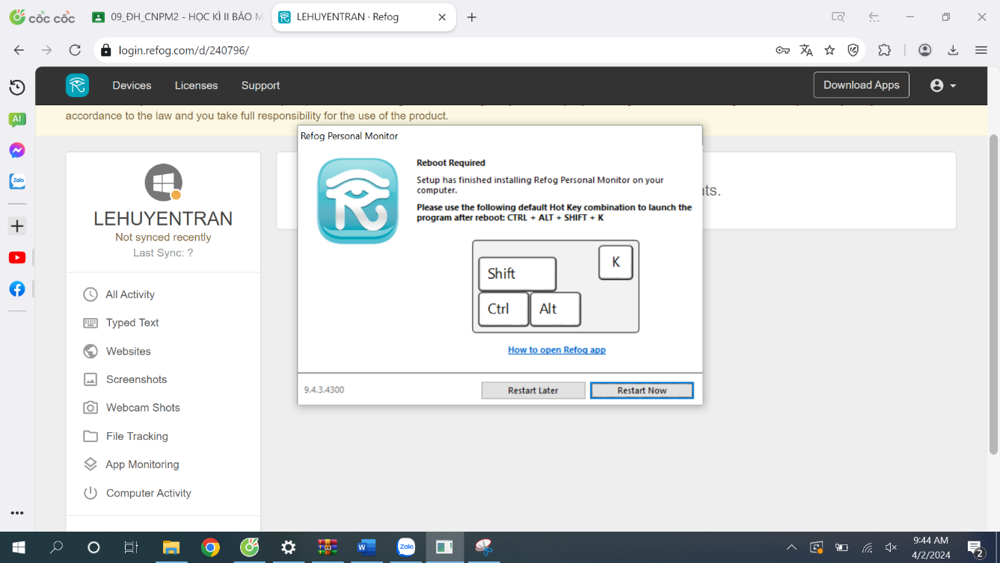 cốc cốc
09_ĐH_CNPM2 - HỌC KÌ II BẢO M
LEHUYENTRAN · Refog
login.refog.com/d/240796/
Devices
Licenses
Support
Download Apps
accordance to the law and you take full responsibility for the use of the product.
AI
Zalo
LEHUYENTRAN
Not synced recently
Last Sync: ?
All Activity
Typed Text
Websites
Screenshots
Webcam Shots
File Tracking
App Monitoring
Computer Activity
Refog Personal Monitor
Reboot Required
Setup has finished installing Refog Personal Monitor on your
computer.
Please use the following default Hot Key combination to launch the
program after reboot: CTRL + ALT + SHIFT + K
K
Shift
Ctrl
Alt
How to open Refog app
9.4.3.4300
Restart Later
Restart Now
nts.
Zalo
9:44 AM
4/2/2024
2